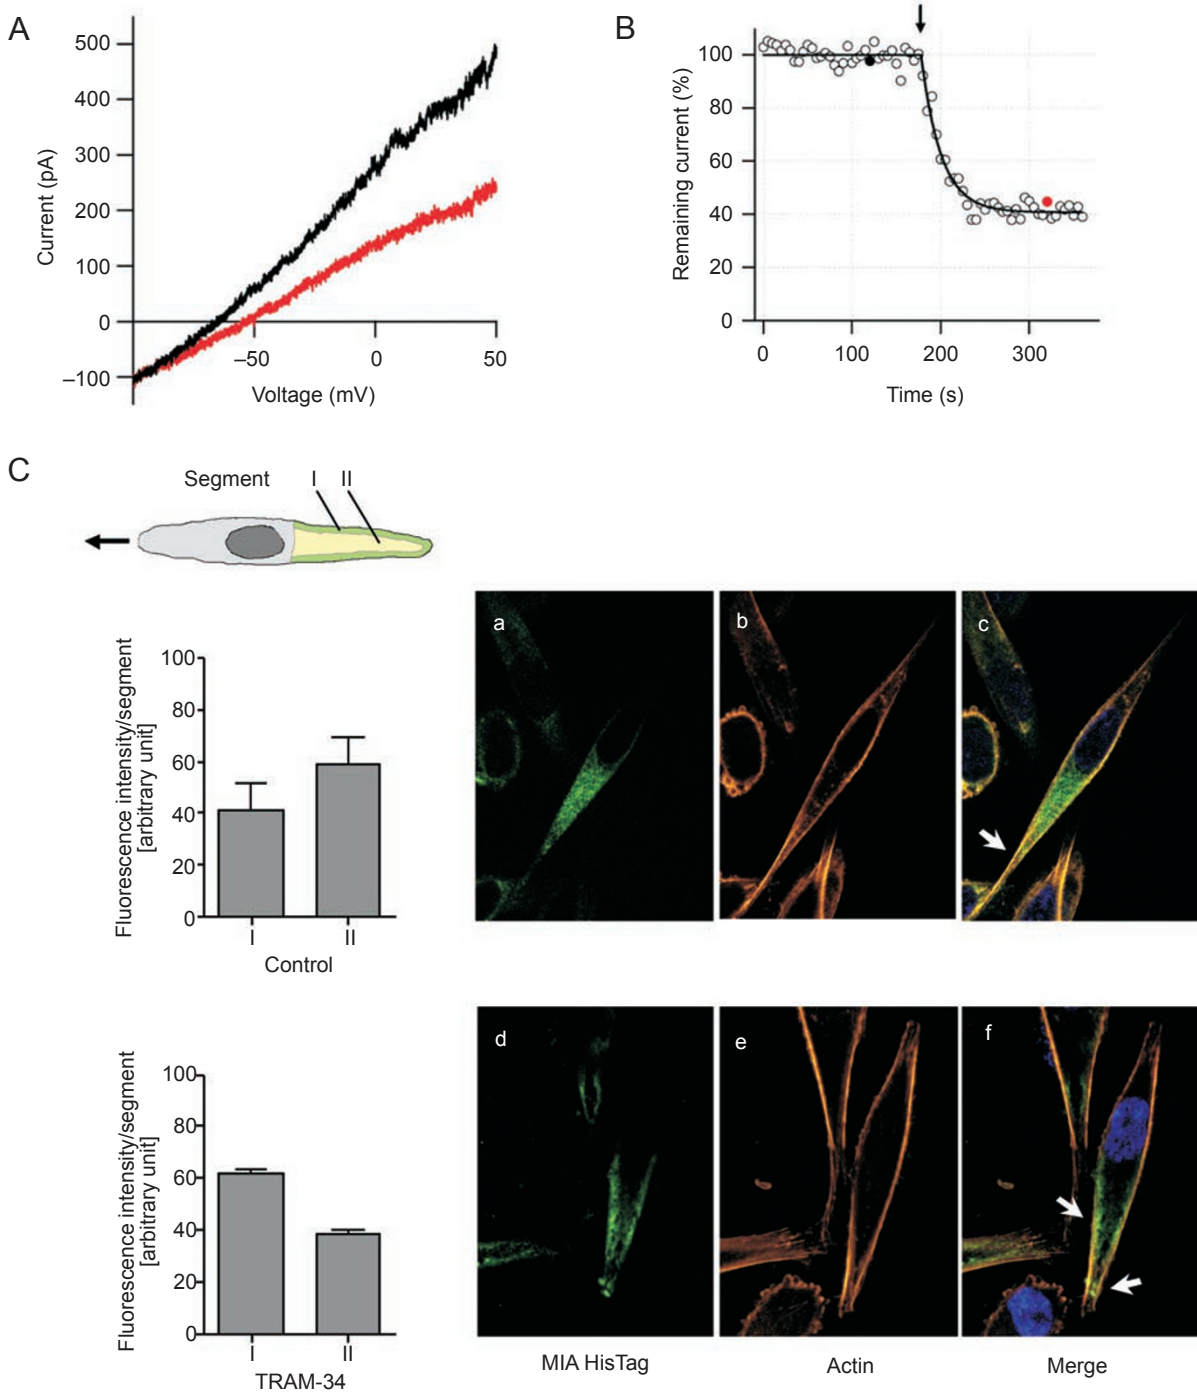 A
Current (pA)
500
400
300
200
100
0
–100
–50
0
50
Voltage (mV)
B
Remaining current (%)
100
80
60
40
20
0
0
100
200
300
Time (s)
C
Segment I II
Fluorescence intensity/segment
[arbitrary unit]
100
80
60
40
20
0
I
II
Control
a
b
c
Fluorescence intensity/segment
[arbitrary unit]
100
80
60
40
20
0
I
II
TRAM-34
d
e
f
MIA HisTag
Actin
Merge